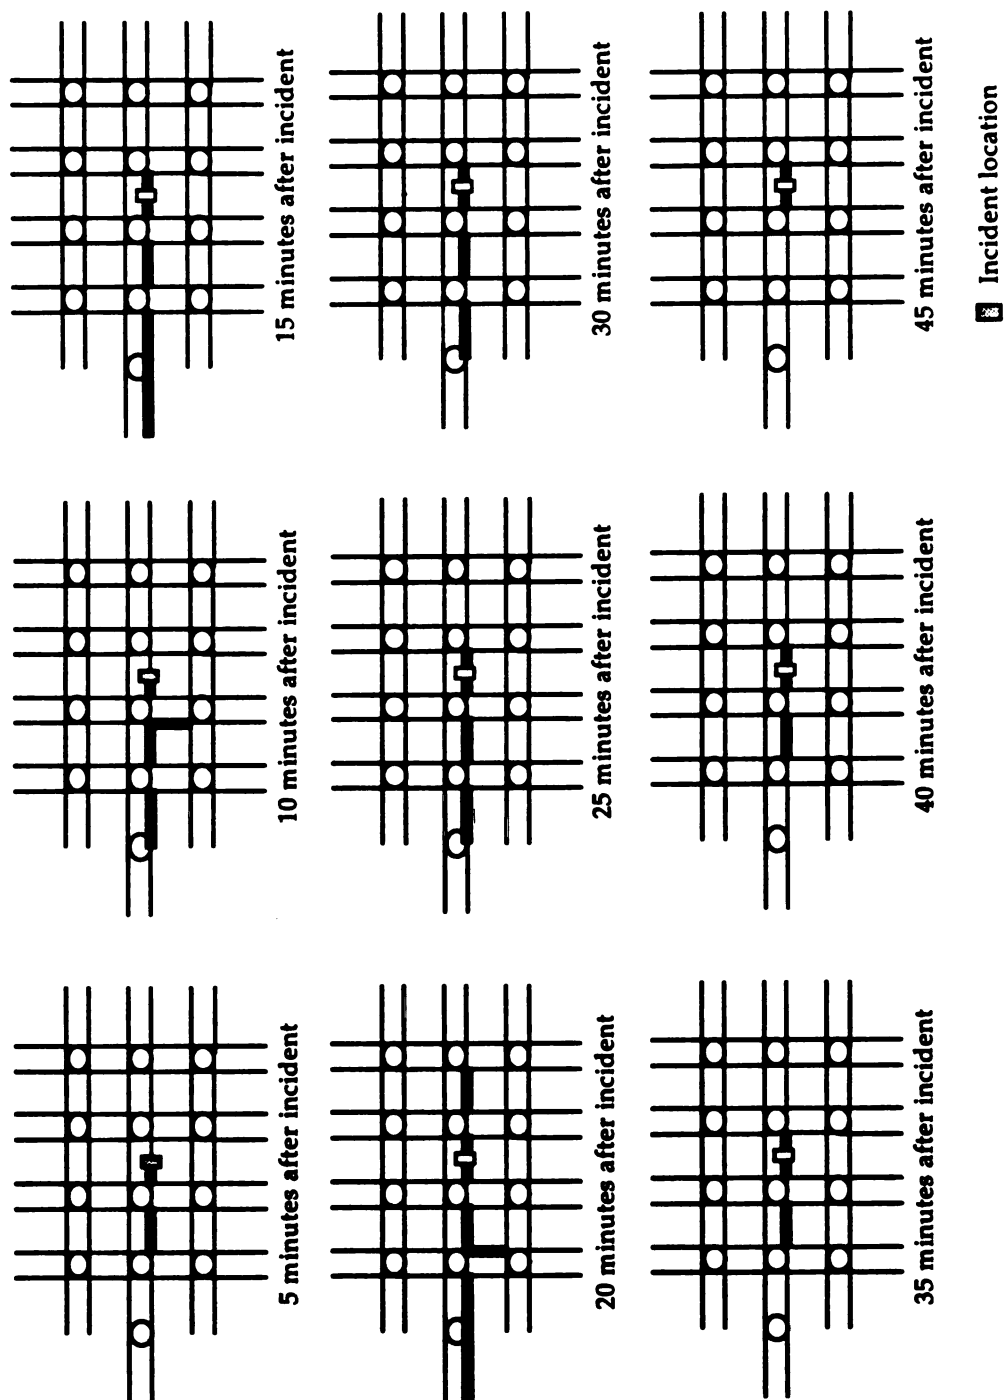 5 minutes after incident
10 minutes after incident
15 minutes after incident
20 minutes after incident
25 minutes after incident
30 minutes after incident
35 minutes after incident
40 minutes after incident
45 minutes after incident
Incident location